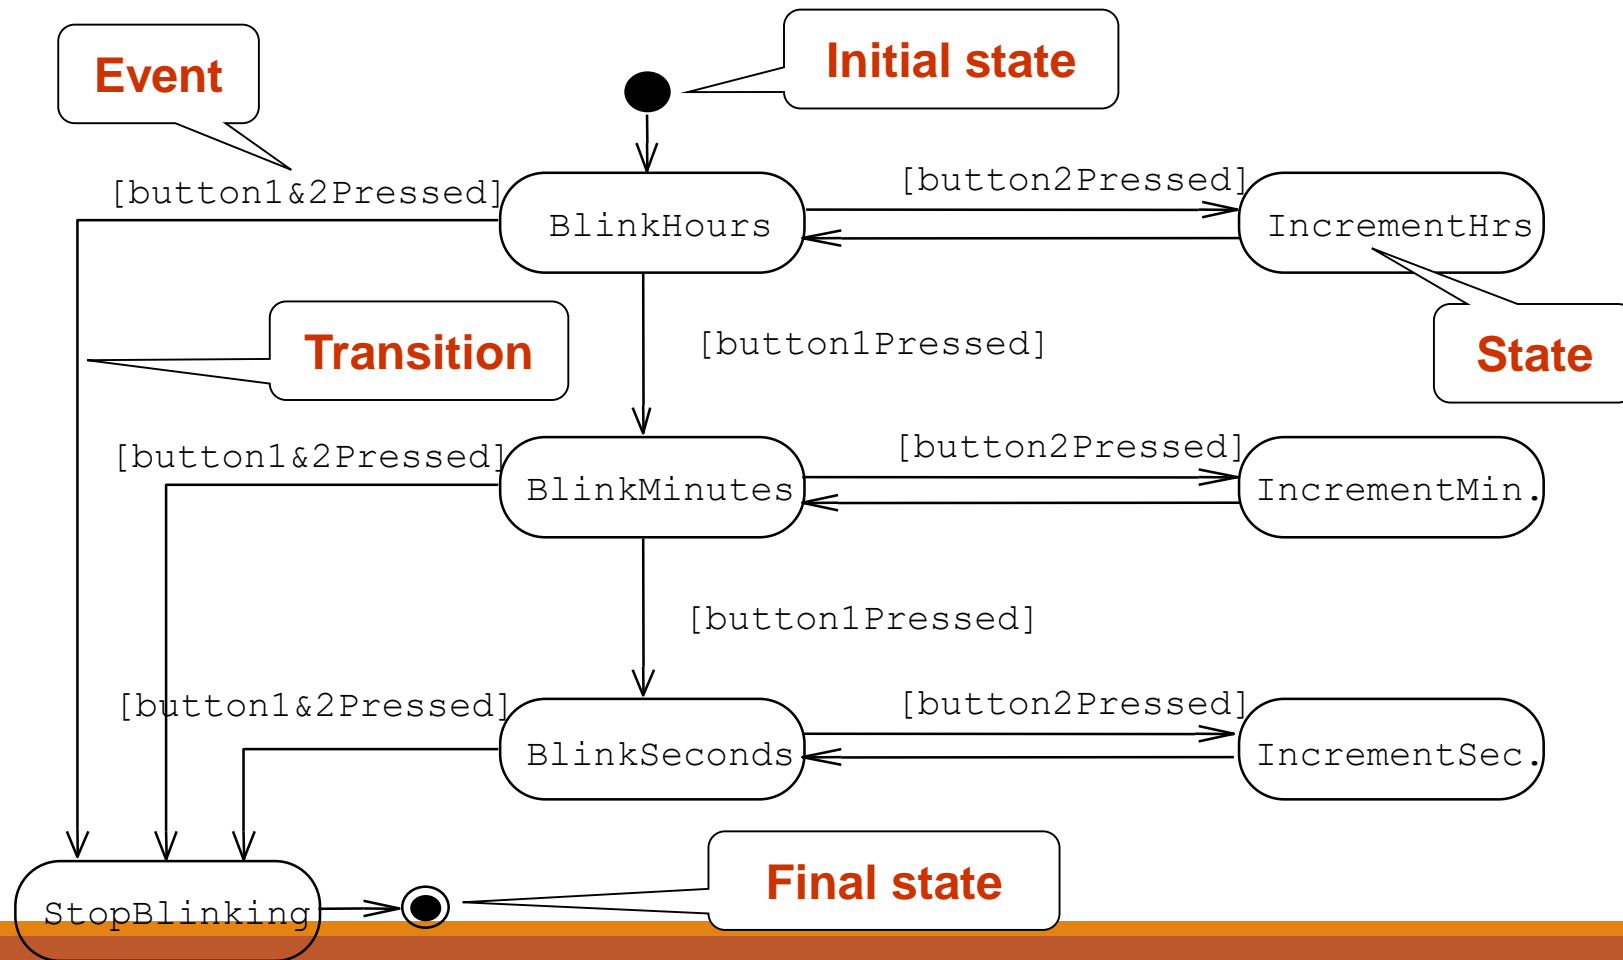 Initial state
Event
[button2Pressed]
[button1&2Pressed]
BlinkHours
IncrementHrs
[button1Pressed]
Transition
State
[button2Pressed]
[button1&2Pressed]
BlinkMinutes
IncrementMin.
[button1Pressed]
[button2Pressed]
[button1&2Pressed]
BlinkSeconds
IncrementSec.
Final state
StopBlinking